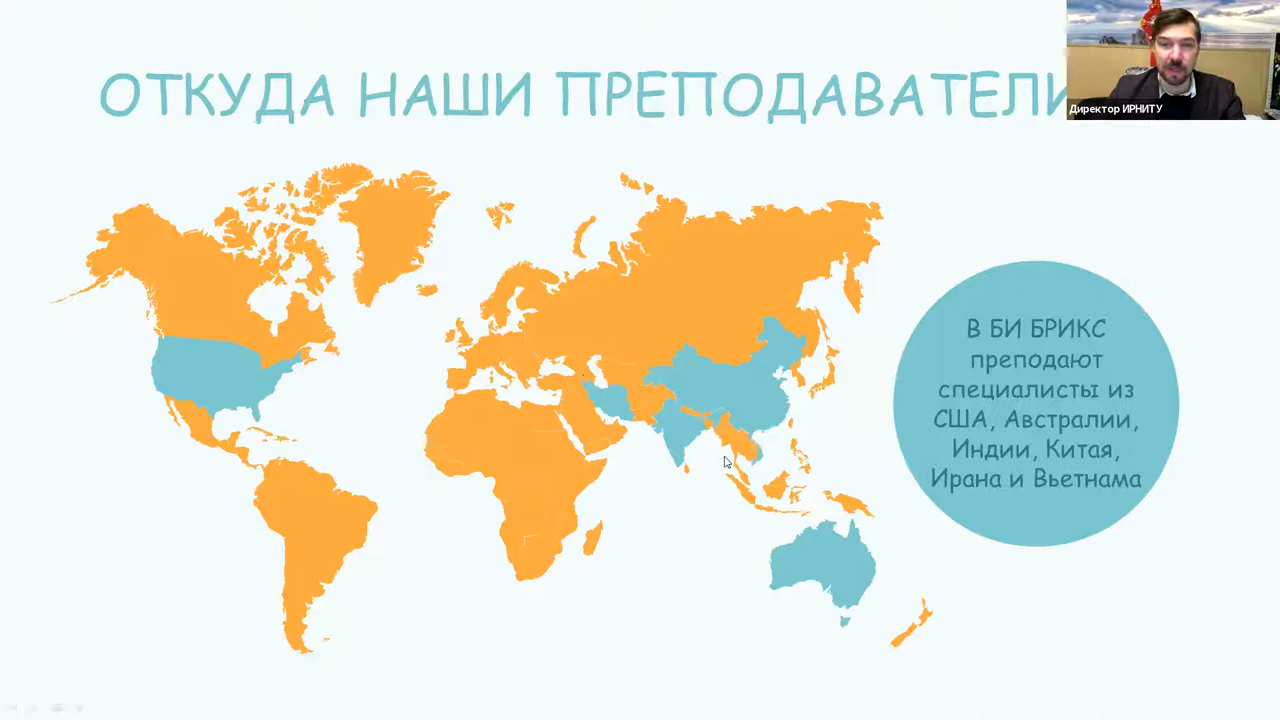 ОТКУДА НАШИ ПРЕПОДАВАТЕЛИ
Директор ИРНИТУ
В БИ БРИКС
преподают
специалисты из
США, Австралии,
Индии, Китая,
Ирана и Вьетнама